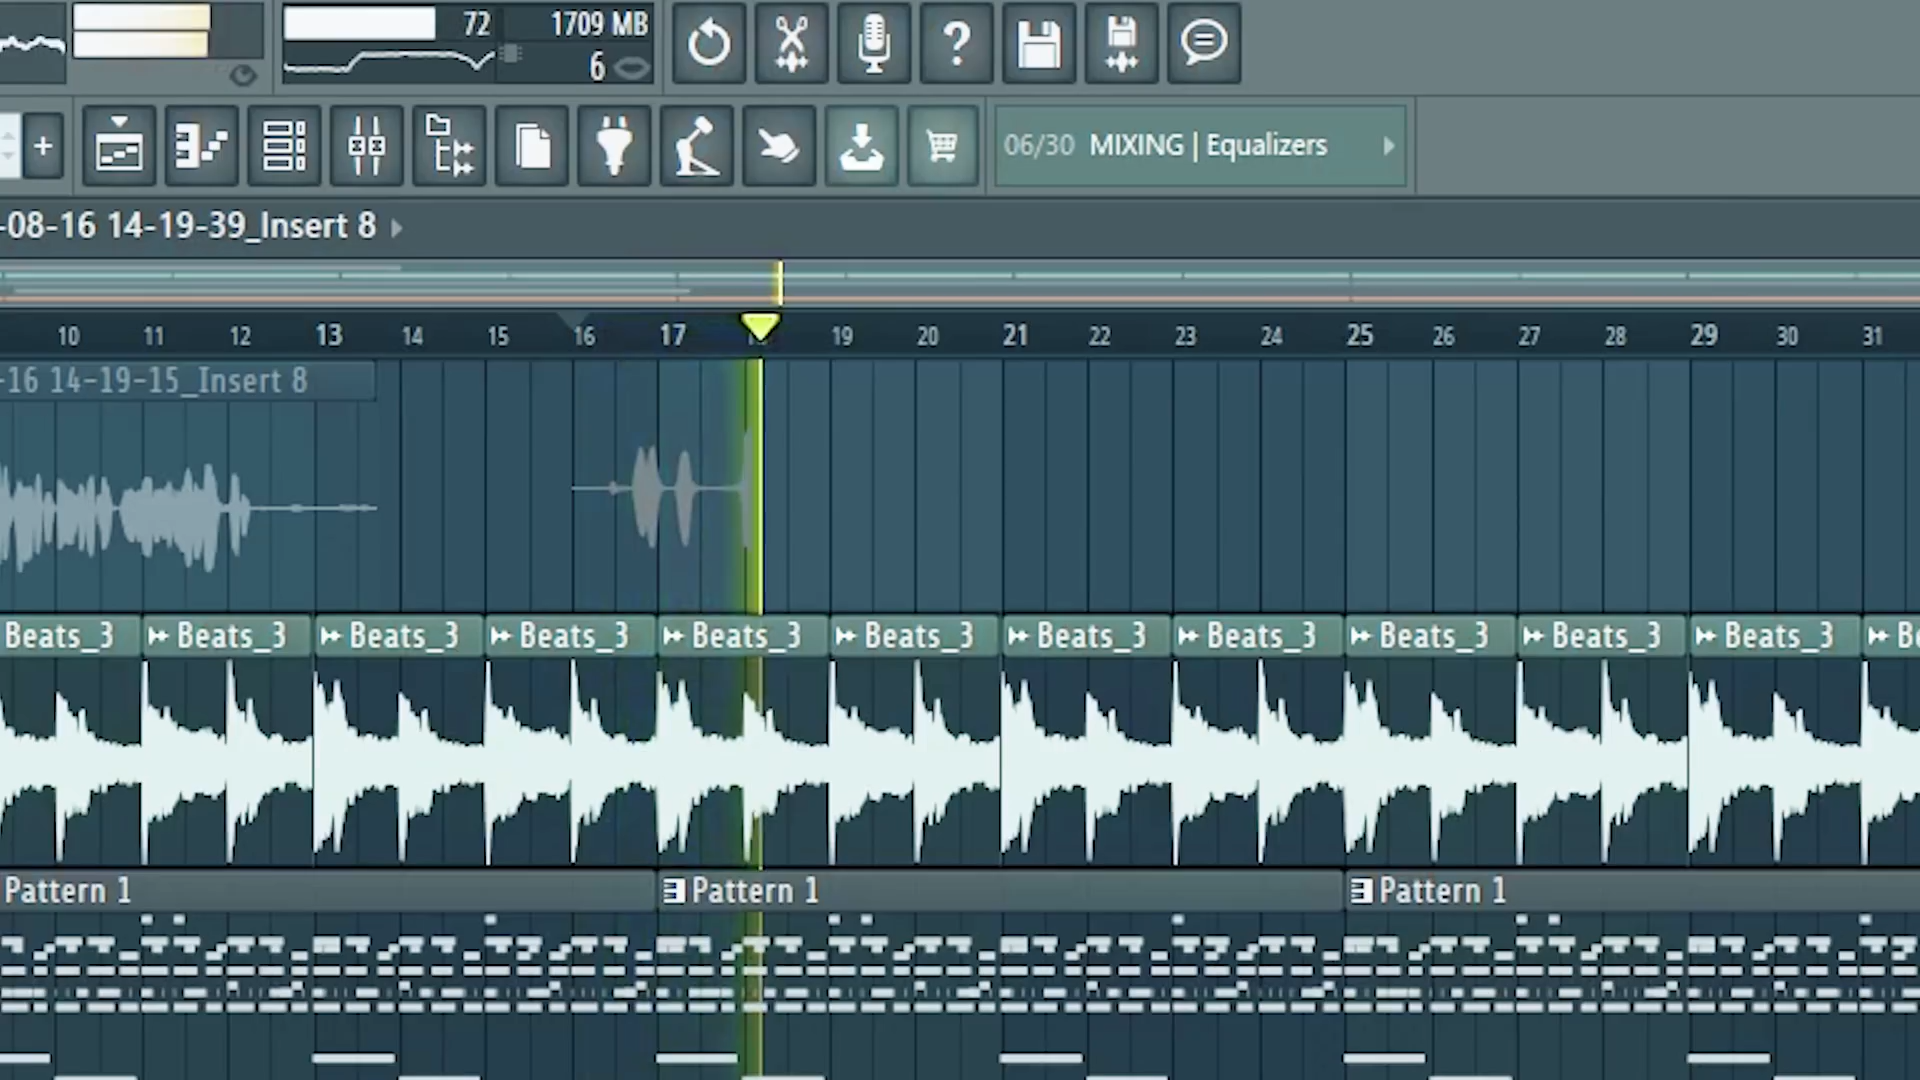 72 1709 MB
6
?
+
06/30 MIXING | Equalizers
-08-16 14-19-39_Insert 8
10 11 12 13 14 15 16 17 19 20 21 22 23 24 25 26 27 28 29 30 31
-16 14-19-15_Insert 8
Beats_3 Beats_3 Beats_3 Beats_3 Beats_3 Beats_3 Beats_3 Beats_3 Beats_3 Beats_3 Beats_3
Pattern 1 Pattern 1 Pattern 1